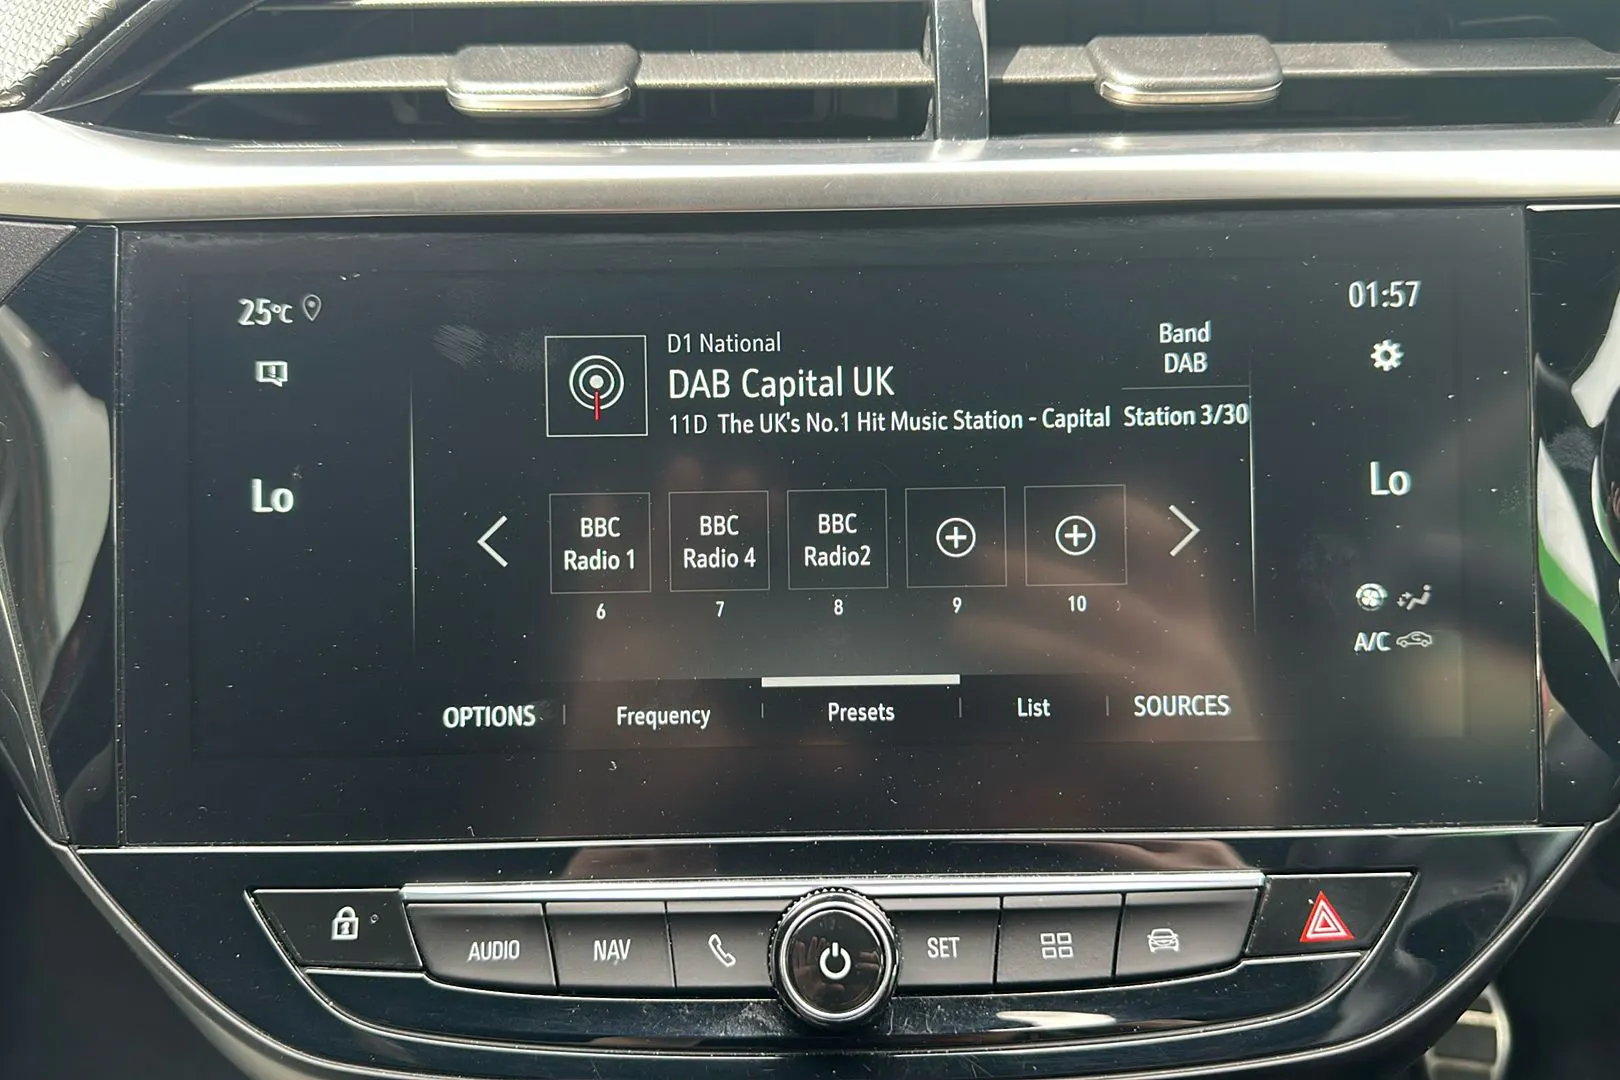 25°C
01:57
D1 National
Band
DAB
DAB Capital UK
11D The UK's No.1 Hit Music Station - Capital
Station 3/30
Lo
Lo
BBC
Radio 1
BBC
Radio 4
BBC
Radio2
6
7
8
9
10
A/C
OPTIONS
Frequency
Presets
List
SOURCES
AUDIO
NAV
SET